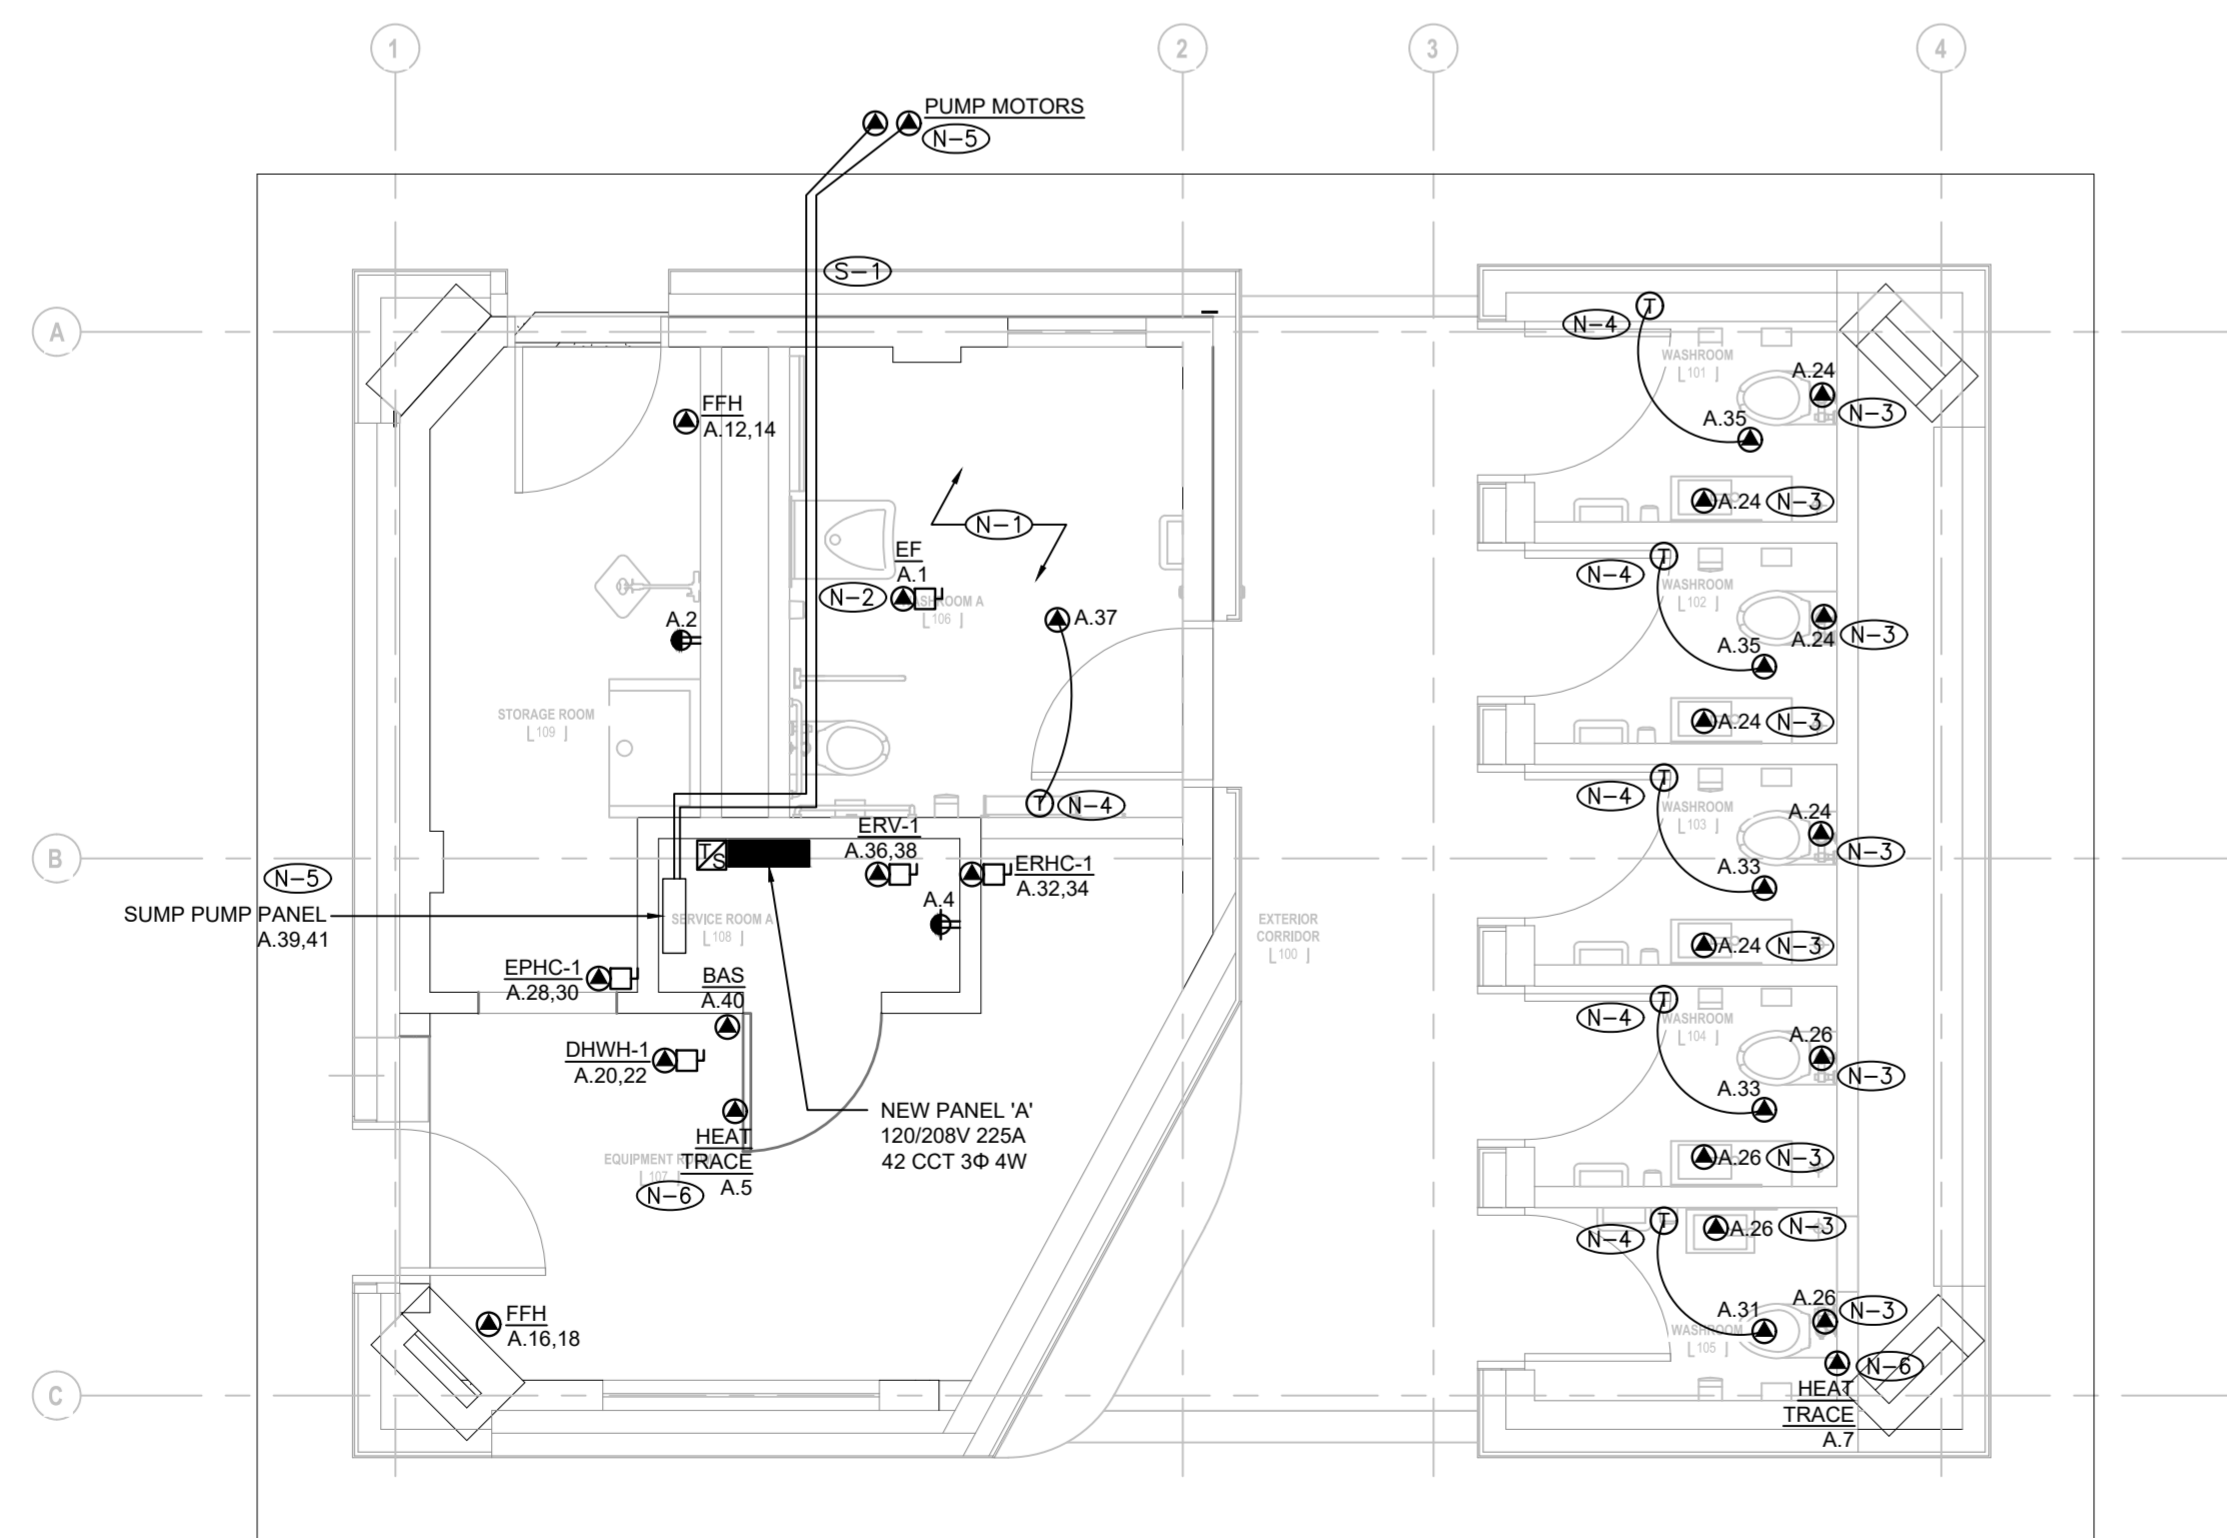 1
2
3
4
PUMP MOTORS
N-5
S-1
A
N-4
WASHROOM
101
A.24
N-3
A.35
FFH
A.12,14
A.24
N-3
N-1
EF
A.1
N-2
WASHROOM A
106
A.37
A.2
N-4
WASHROOM
102
A.24
N-3
A.35
A.24
N-3
STORAGE ROOM
109
N-4
N-4
WASHROOM
103
A.24
N-3
A.33
B
T/S
ERV-1
A.36,38
ERHC-1
A.32,34
A.4
N-5
SUMP PUMP PANEL
A.39,41
SERVICE ROOM A
108
EXTERIOR
CORRIDOR
100
A.24
N-3
EPHC-1
A.28,30
BAS
A.40
N-4
WASHROOM
104
A.26
N-3
A.33
DHWH-1
A.20,22
NEW PANEL 'A'
120/208V 225A
42 CCT 3Φ 4W
HEAT
TRACE
A.5
EQUIPMENT R
107
N-6
A.26
N-3
N-4
A.26
N-3
FFH
A.16,18
A.31
A.26
N-3
WASHROOM
105
N-6
C
HEAT
TRACE
A.7
T
T
T
T
T
T